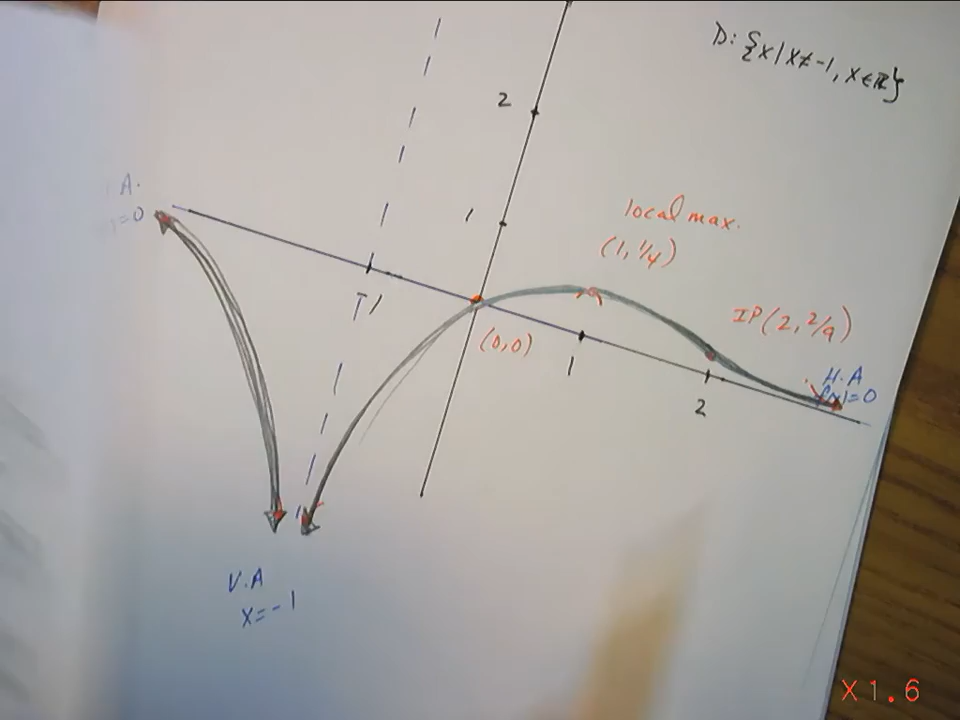 D: {x | x ≠ -1, x ∈ ℝ}
2
A.
=0
1
local max.
(1, 1/4)
-1
(0,0)
IP(2, 2/9)
1
H.A
f(x)=0
2
V.A
x=-1
X1.6